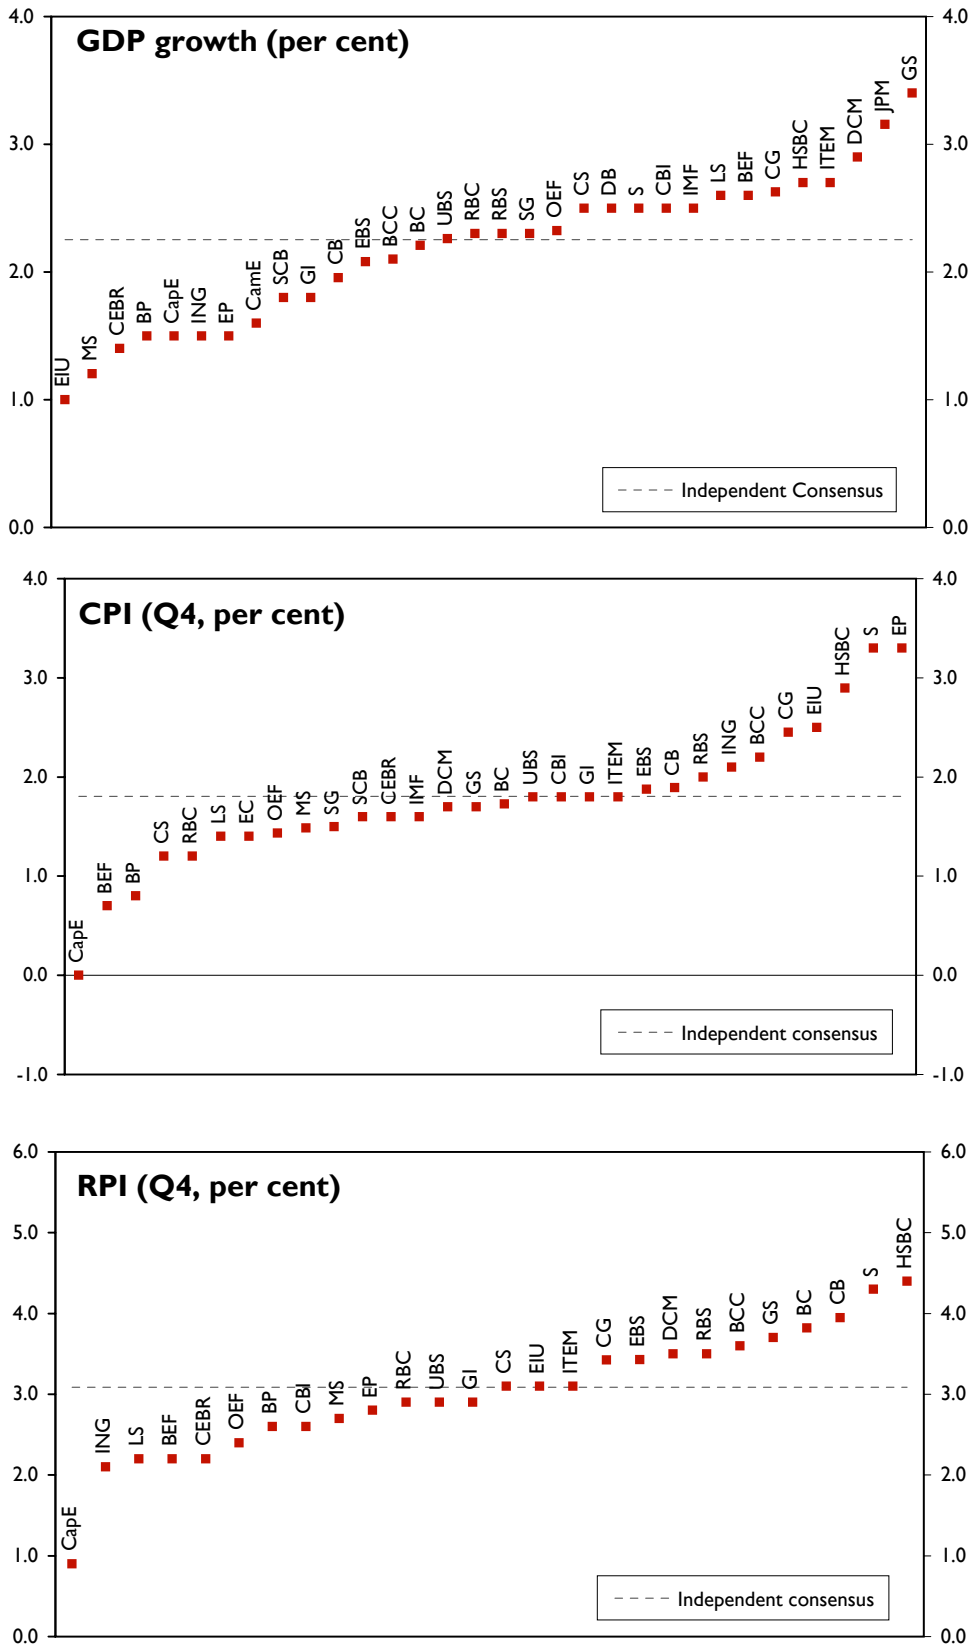 GDP growth (per cent)
4.0 4.0
3.0 3.0
2.0 2.0
1.0 1.0
0.0 0.0
EIU MS CEBR BP CapE ING EP CamE SCB GI CB EBS BCC BC UBS RBC RBS SG OEF CS DB S CBI IMF LS BEF CG HSBC ITEM DCM JPM GS
Independent Consensus
CPI (Q4, per cent)
4.0 4.0
3.0 3.0
2.0 2.0
1.0 1.0
0.0 0.0
-1.0 -1.0
CapE BEF BP CS RBC LS EC OEF MS SG SCB CEBR IMF DCM GS BC UBS CBI GI ITEM EBS CB RBS ING BCC CG EIU HSBC S EP
Independent consensus
RPI (Q4, per cent)
6.0 6.0
5.0 5.0
4.0 4.0
3.0 3.0
2.0 2.0
1.0 1.0
0.0 0.0
CapE ING LS BEF CEBR OEF BP CBI MS EP RBC UBS GI CS EIU ITEM CG EBS DCM RBS BCC GS BC CB S HSBC
Independent consensus